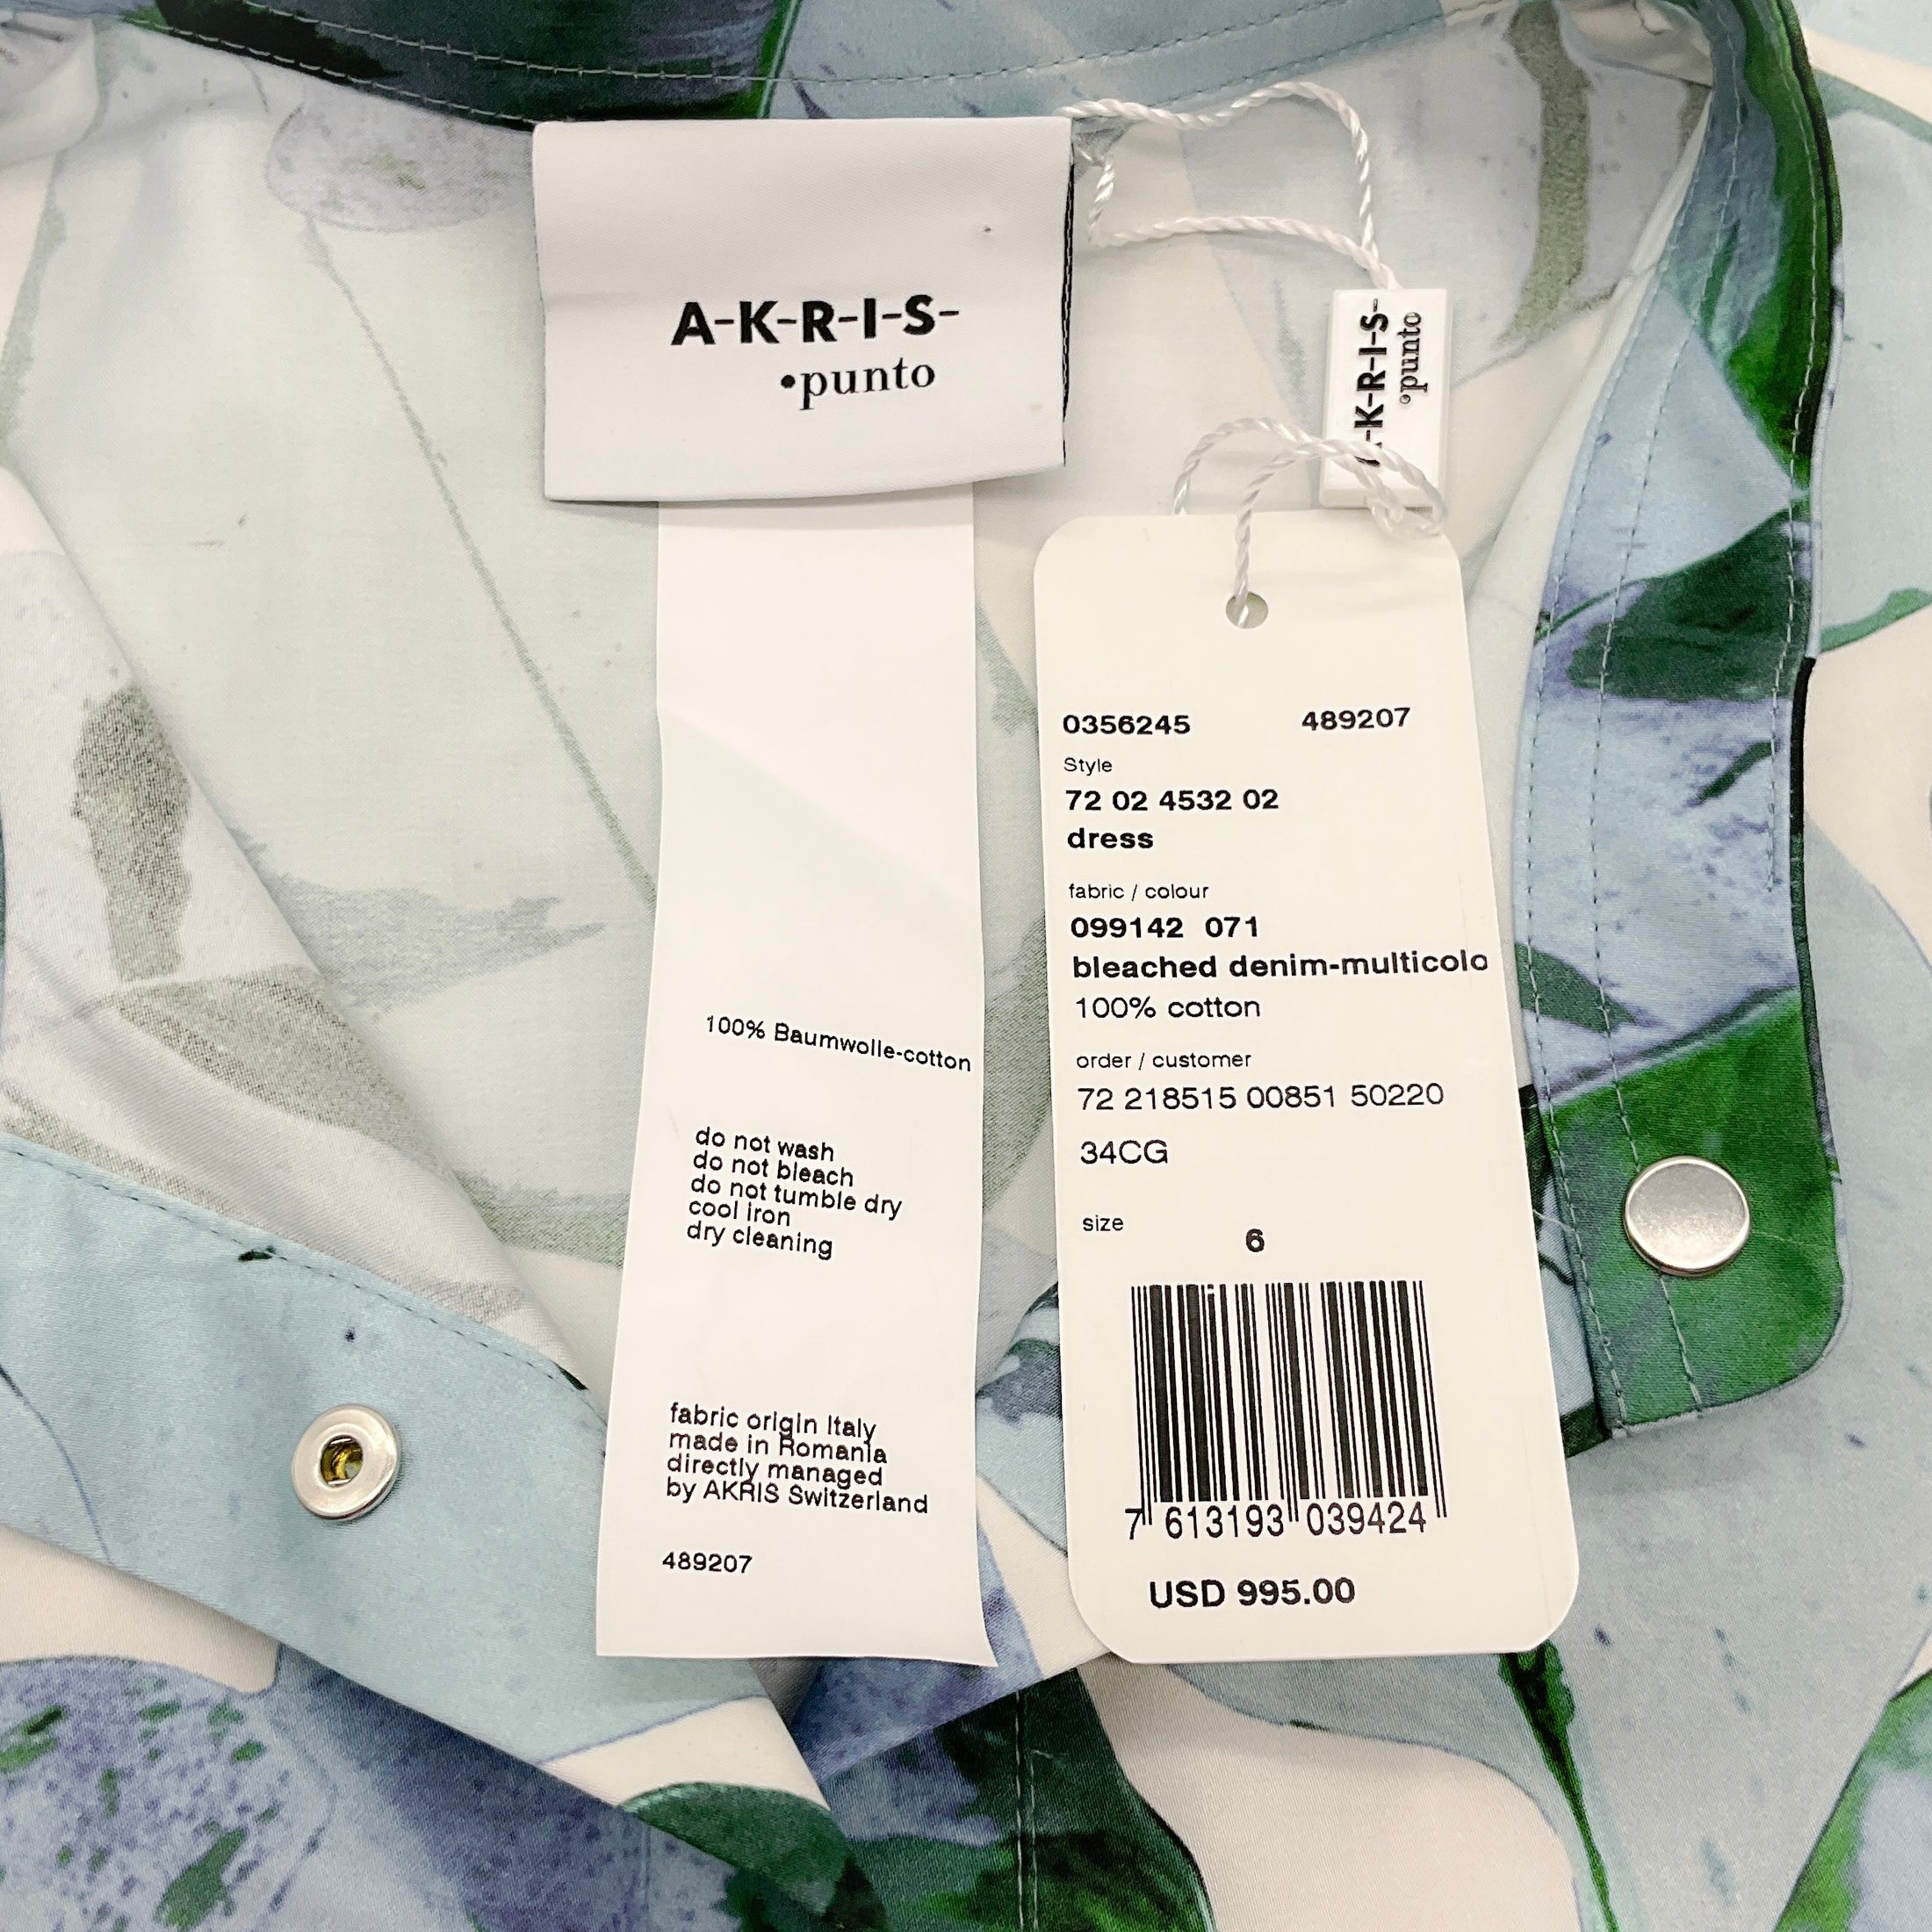 A-K-R-I-S-
•punto
A-K-R-I-S-
•punto
100% Baumwolle-cotton
do not wash
do not bleach
do not tumble dry
cool iron
dry cleaning
fabric origin Italy
made in Romania
directly managed
by AKRIS Switzerland
489207
0356245 489207
Style
72 02 4532 02
dress
fabric / colour
099142 071
bleached denim-multicolo
100% cotton
order / customer
72 218515 00851 50220
34CG
size
6
7 613193 039424
USD 995.00